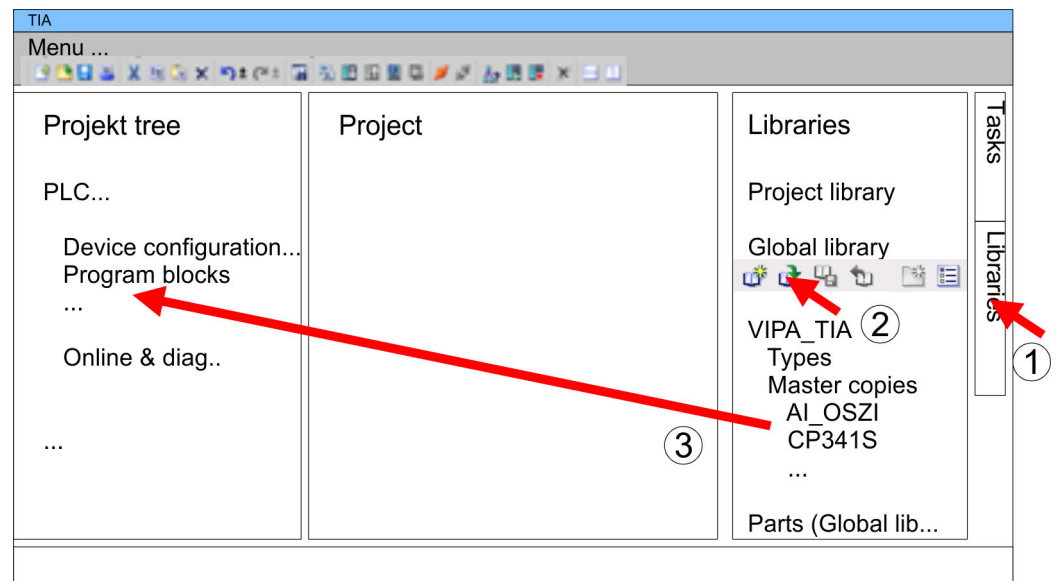 TIA
Menu ...
Projekt tree
PLC...
Device configuration...
Program blocks
...
Online & diag..
...
Project
③
Libraries
Project library
Global library
②
VIPA_TIA
Types
Master copies
AI_OSZI
CP341S
...
Parts (Global lib...
Tasks
Libraries
①